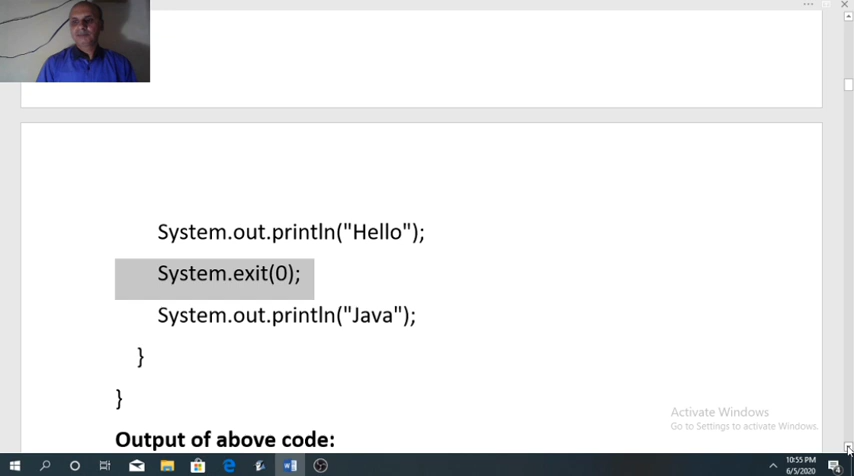 System.out.println("Hello");
System.exit(0);
System.out.println("Java");
}
}
Output of above code:
Activate Windows
Go to Settings to activate Windows.
10:55 PM
6/5/2020
4